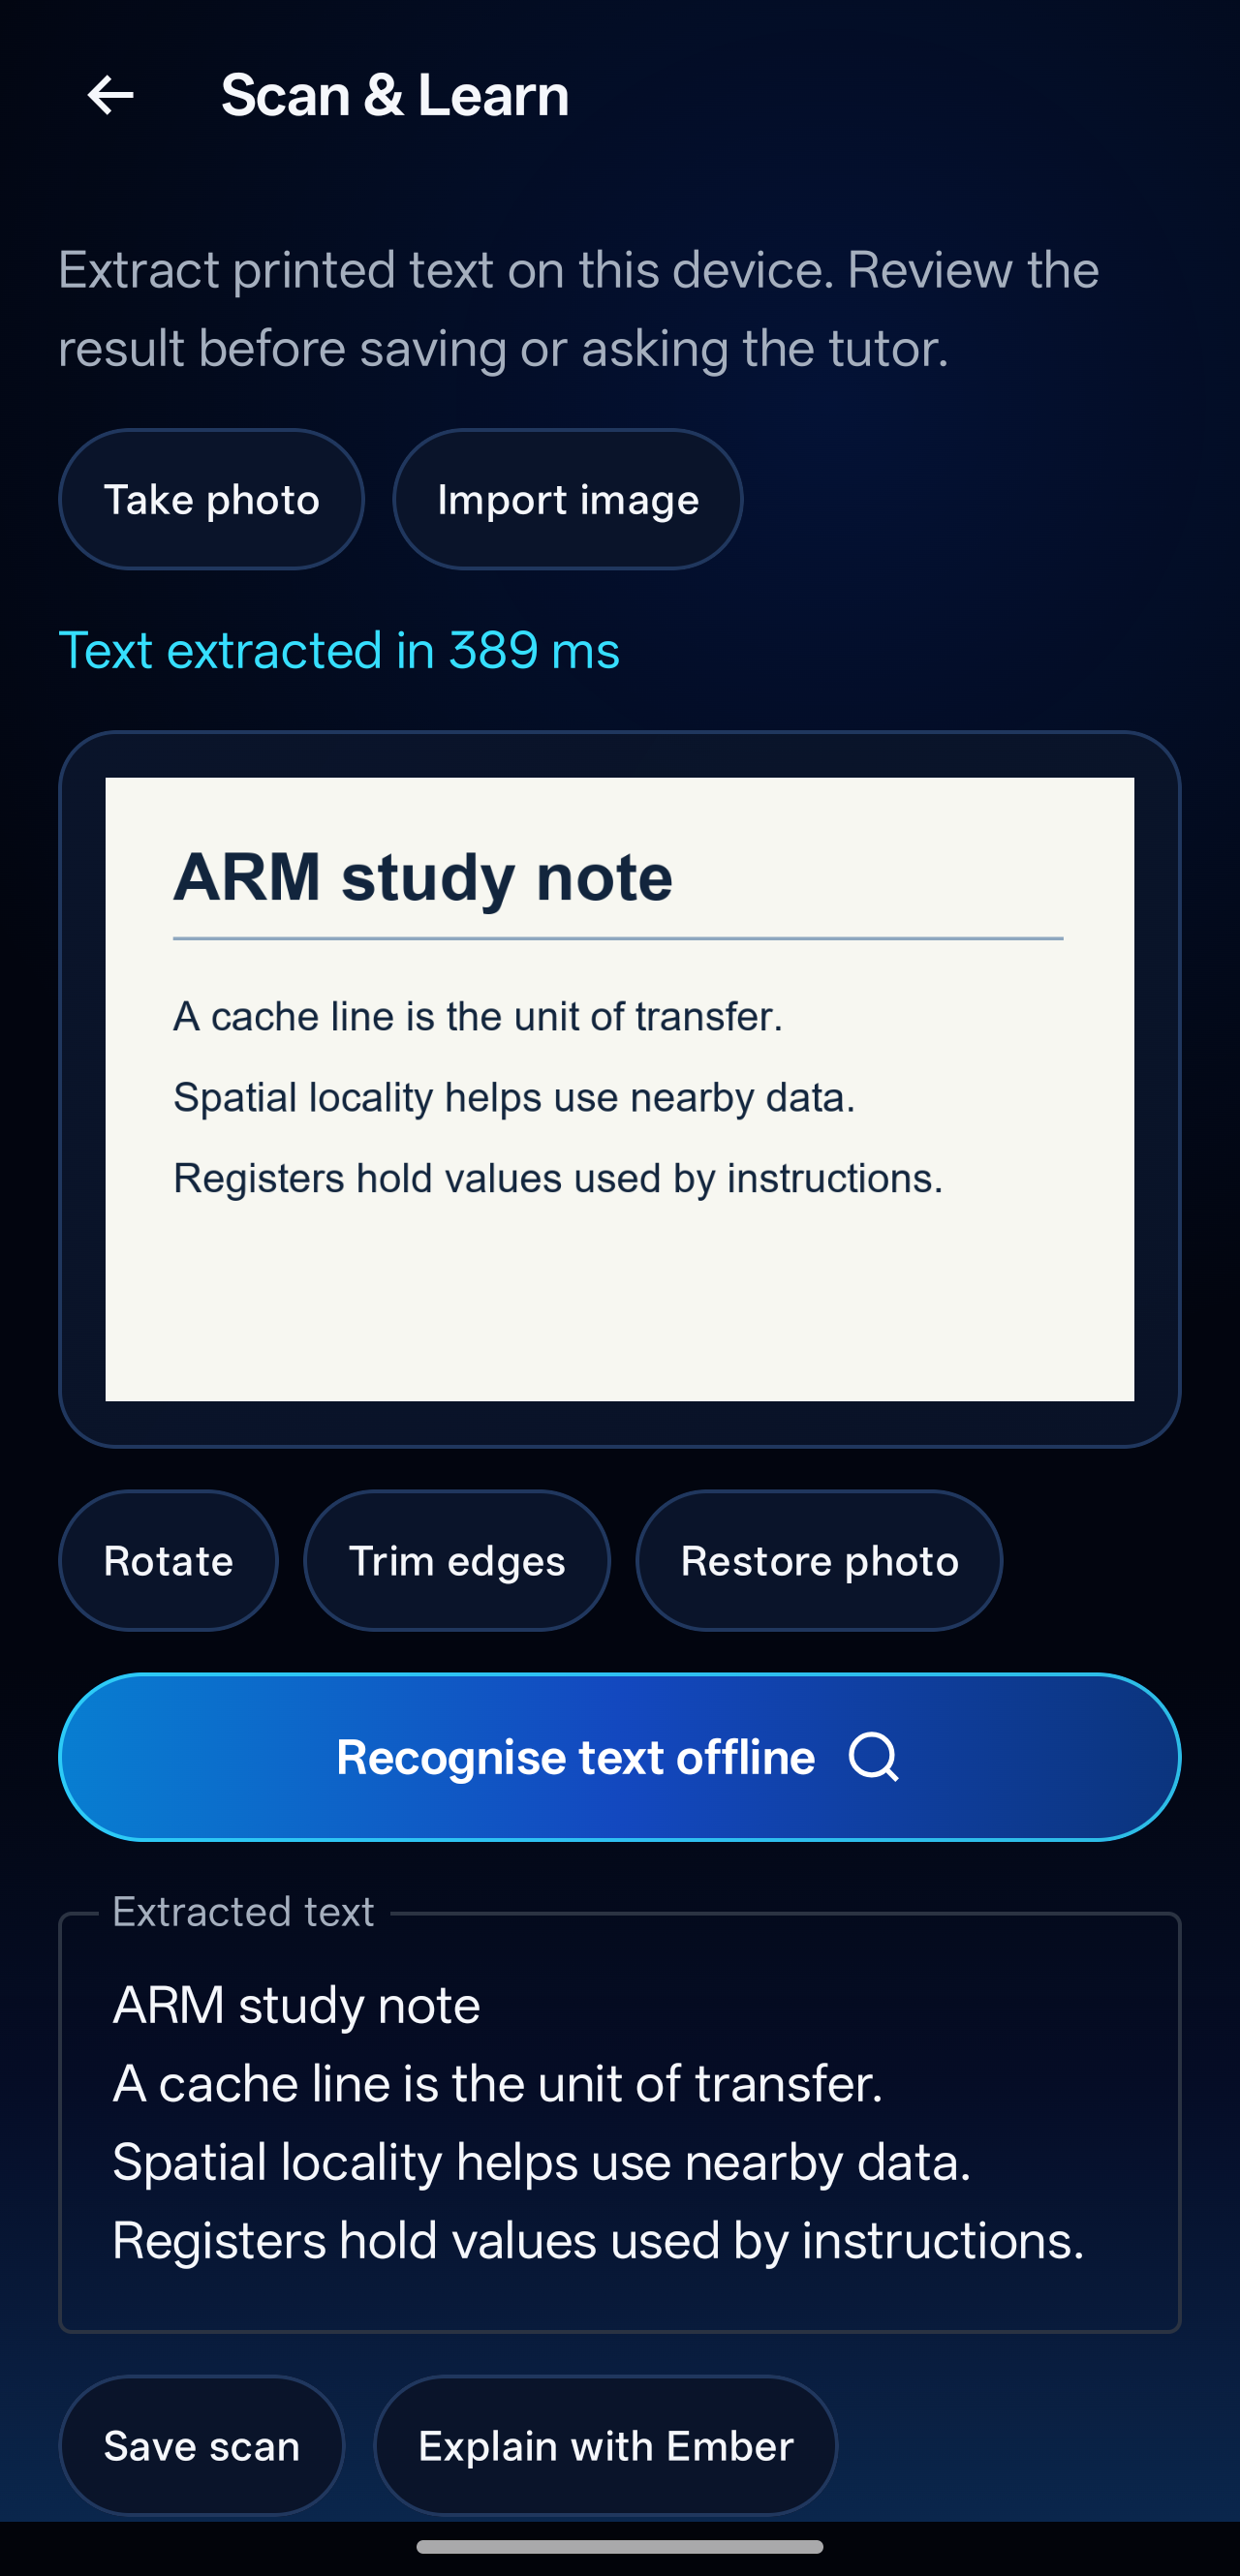 Scan & Learn
Extract printed text on this device. Review the
result before saving or asking the tutor.
Take photo
Import image
Text extracted in 389 ms
ARM study note
A cache line is the unit of transfer.
Spatial locality helps use nearby data.
Registers hold values used by instructions.
Rotate
Trim edges
Restore photo
Recognise text offline
Extracted text
ARM study note
A cache line is the unit of transfer.
Spatial locality helps use nearby data.
Registers hold values used by instructions.
Save scan
Explain with Ember